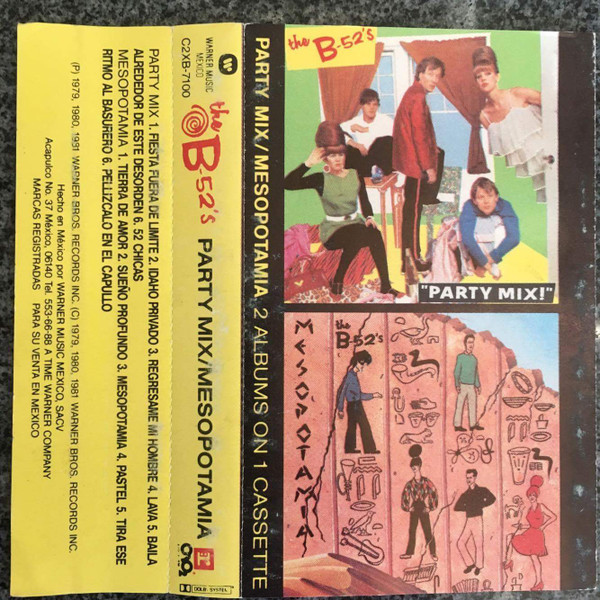 the B-52's
"PARTY MIX!"
the B-52's
MESOPOTAMIA
PARTY MIX/MESOPOTAMIA 2 ALBUMS ON 1 CASSETTE
WARNER MUSIC
MEXICO
C2XB-7100
the B-52's PARTY MIX/MESOPOTAMIA
DOLBY SYSTEM
PARTY MIX 1. FIESTA FUERA DE LIMITE 2. IDAHO PRIVADO 3. REGRESAME MI HOMBRE 4. LAVA 5. BAILA
ALREDEDOR DE ESTE DESORDEN 6. 52 CHICAS
MESOPOTAMIA 1. TIERRA DE AMOR 2. SUEÑO PROFUNDO 3. MESOPOTAMIA 4. PASTEL 5. TIRA ESE
RITMO AL BASURERO 6. PELLIZCALO EN EL CAPULLO
(P) 1979, 1980, 1991 WARNER BROS. RECORDS INC. (C) 1979, 1980, 1981 WARNER BROS. RECORDS INC.
Hecho en México por WARNER MUSIC MEXICO, SACV
Acapulco No. 37 México, 06140 Tel. 553-66-88 A TIME WARNER COMPANY
MARCAS REGISTRADAS PARA SU VENTA EN MEXICO